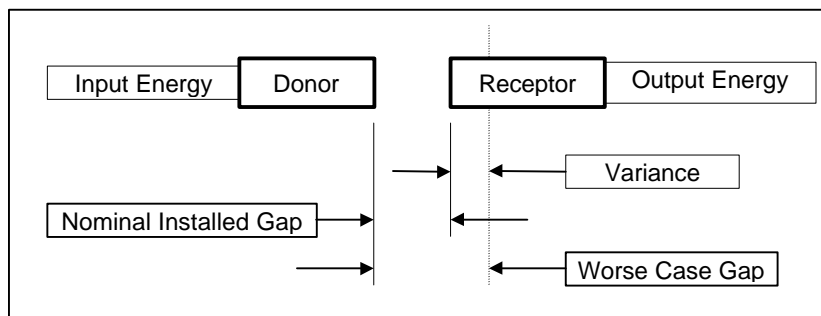 Input Energy
Donor
Receptor
Output Energy
Variance
Nominal Installed Gap
Worse Case Gap